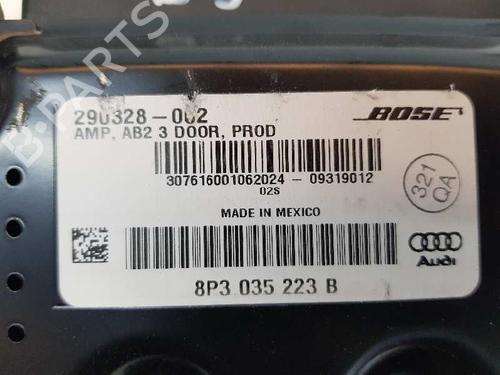 B-PARTS
290328-002
AMP, AB2 3 DOOR, PROD
BOSE
307616001062024 - 09319012
02S
321
QA
MADE IN MEXICO
Audi
8P3 035 223 B